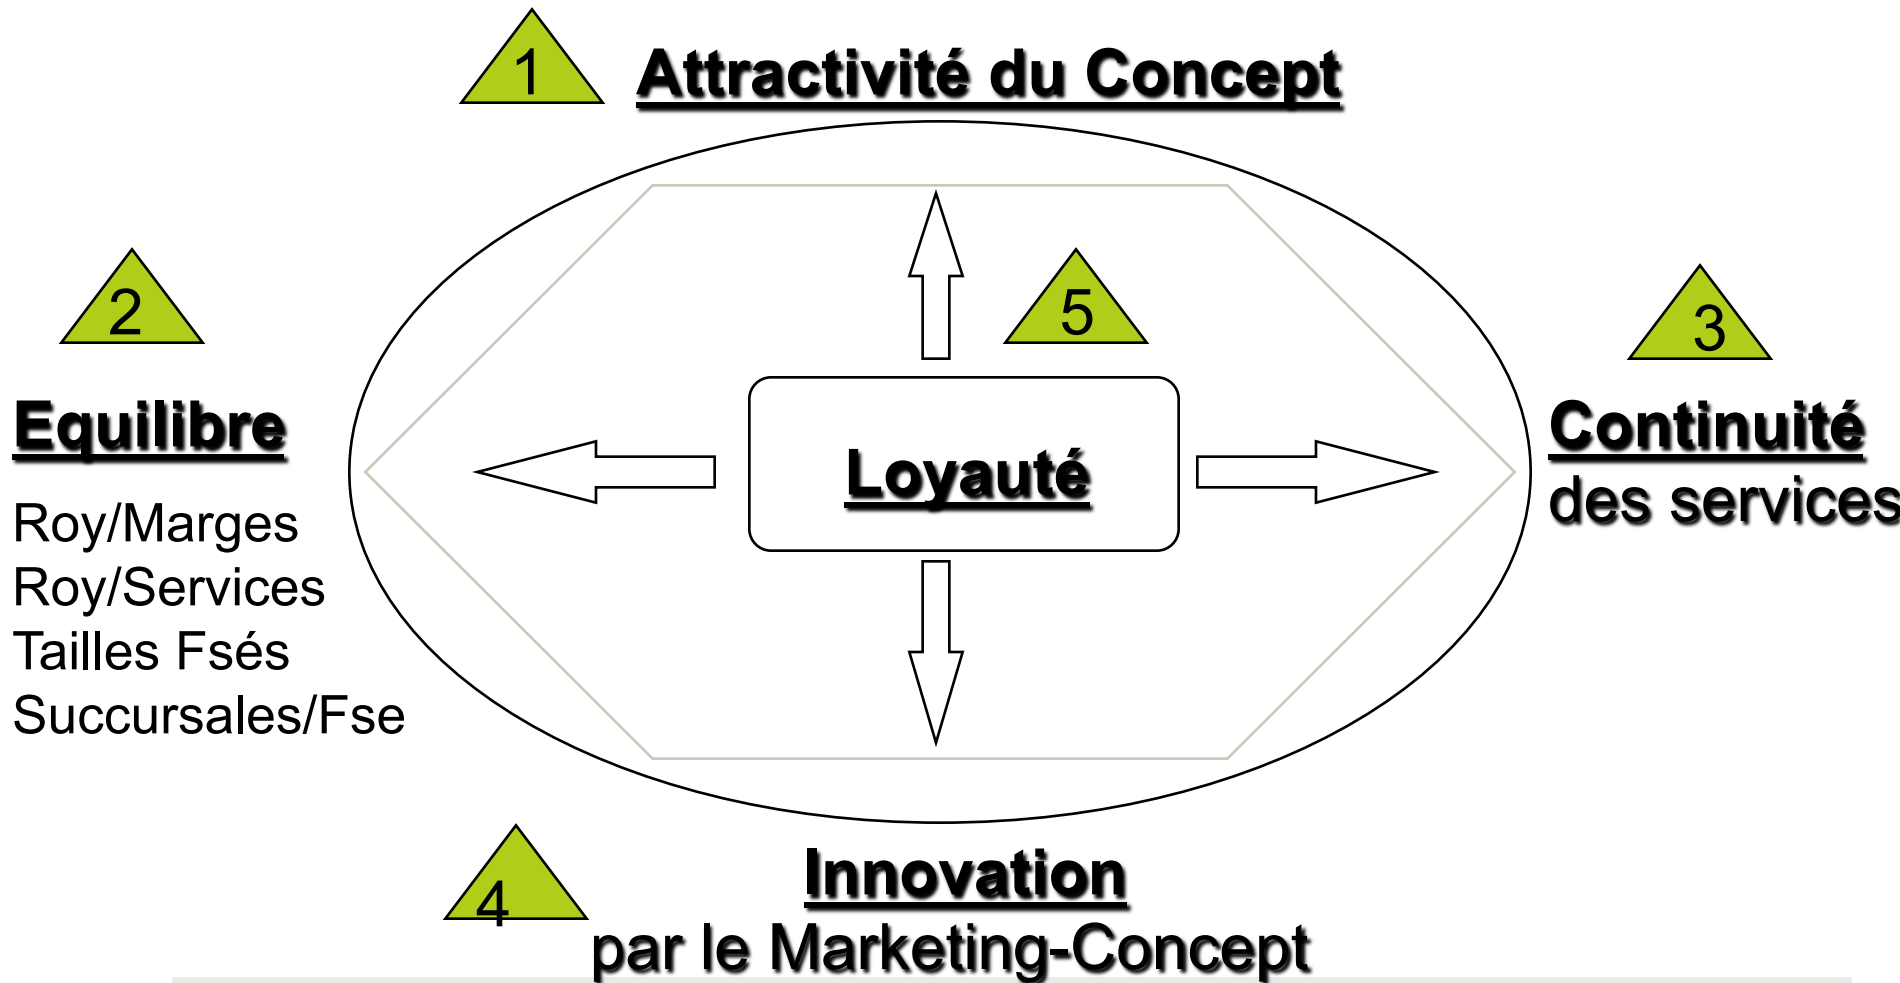 1
Attractivité du Concept
2
Equilibre
Roy/Marges
Roy/Services
Tailles Fsés
Succursales/Fse
5
Loyauté
3
Continuité
des services
4
Innovation
par le Marketing-Concept